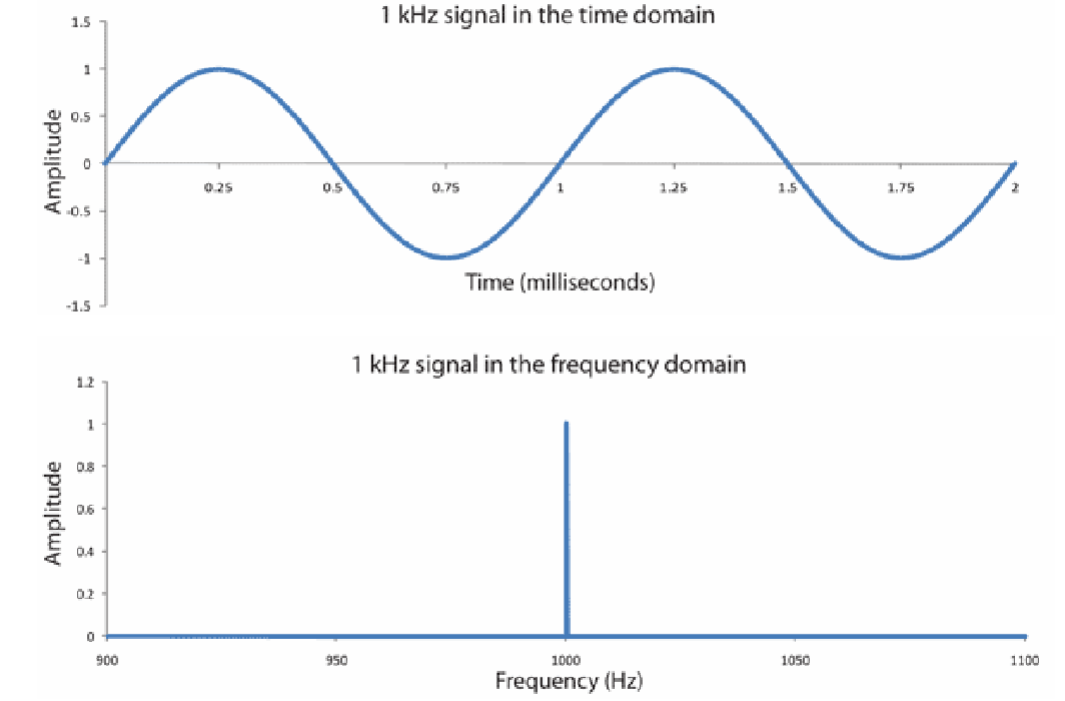 1 kHz signal in the time domain
1.5
1
0.5
0
-0.5
-1
-1.5
Amplitude
0.25 0.5 0.75 1 1.25 1.5 1.75 2
Time (milliseconds)
1 kHz signal in the frequency domain
1.2
1
0.8
0.6
0.4
0.2
0
Amplitude
900 950 1000 1050 1100
Frequency (Hz)